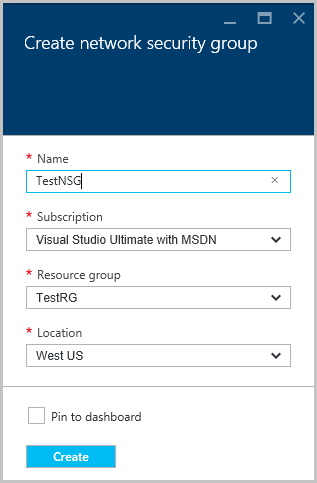 Create network security group
* Name
TestNSG
* Subscription
Visual Studio Ultimate with MSDN
* Resource group
TestRG
* Location
West US
Pin to dashboard
Create